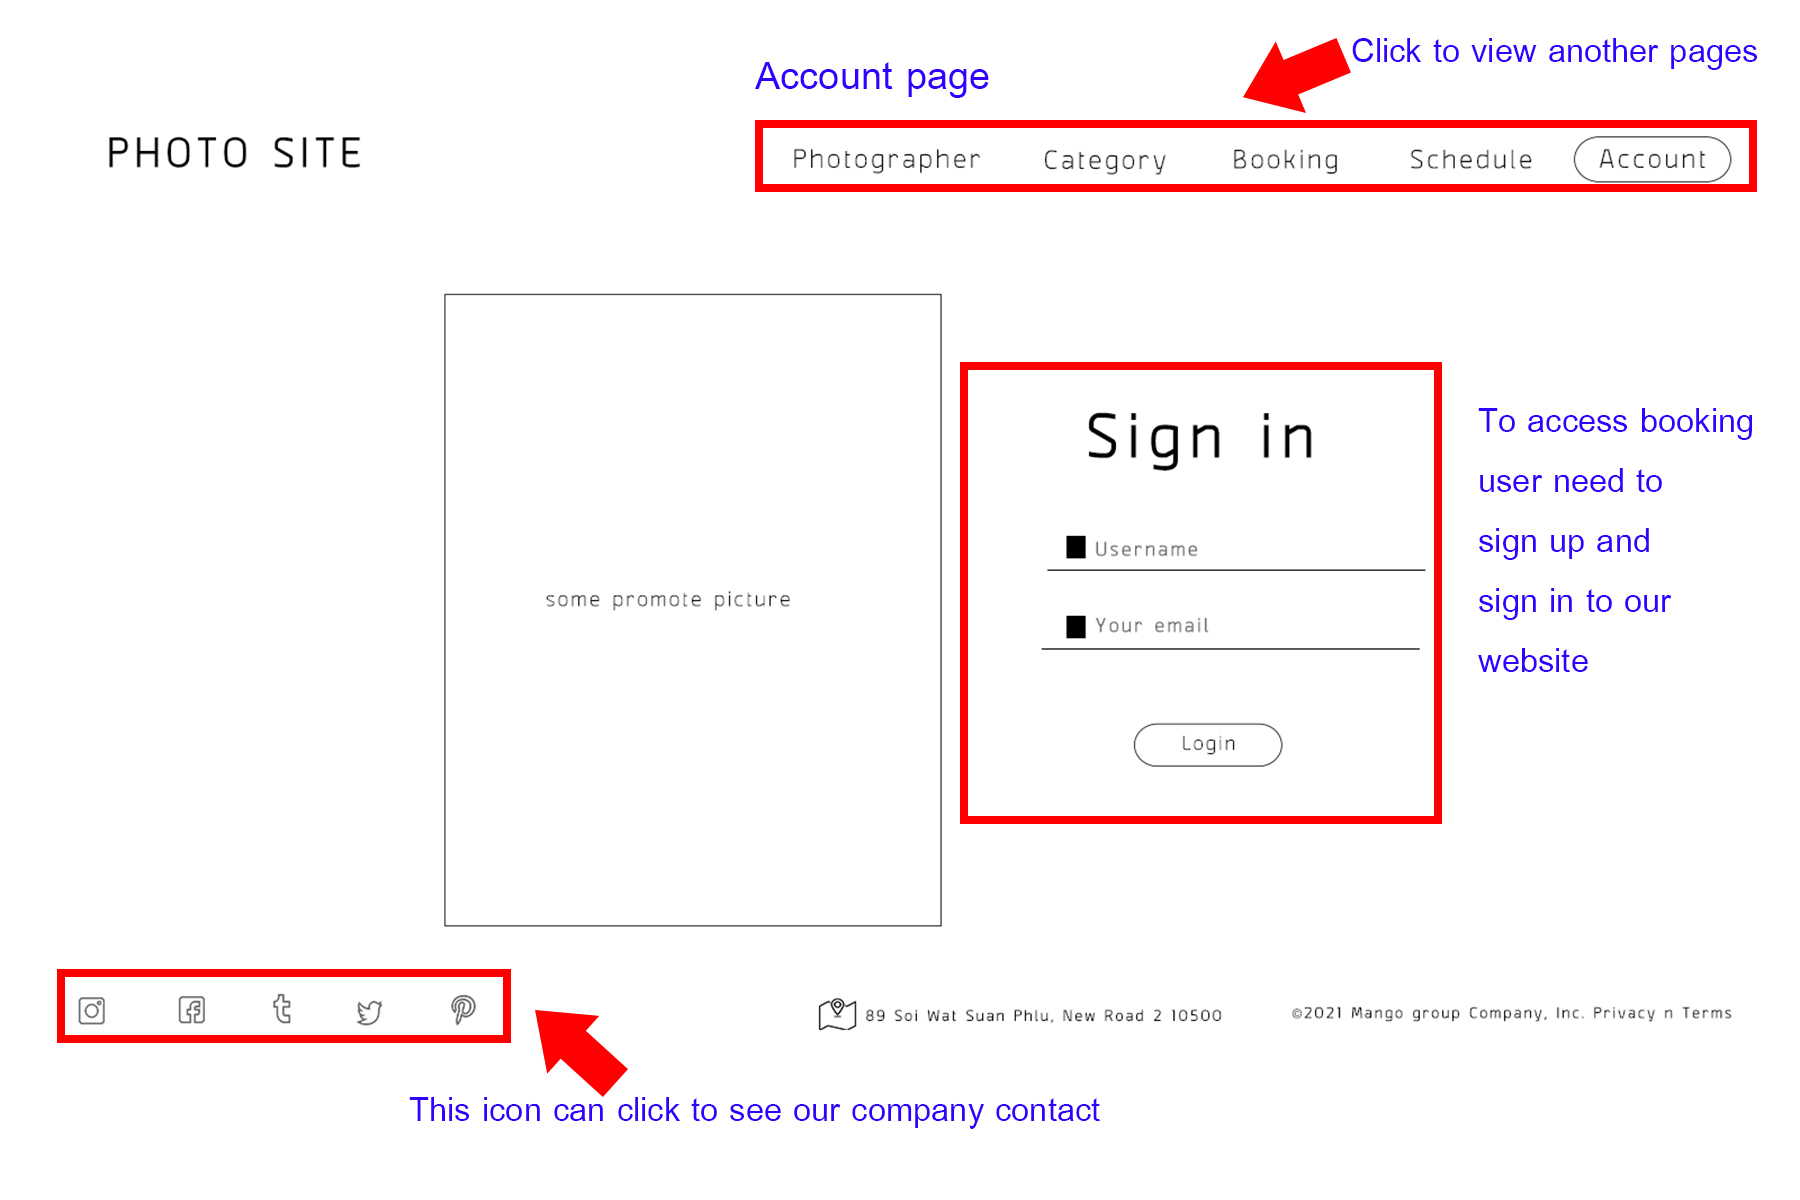 Click to view another pages
Account page
PHOTO SITE
Photographer Category Booking Schedule Account
some promote picture
Sign in
Username
Your email
Login
To access booking
user need to
sign up and
sign in to our
website
89 Soi Wat Suan Phlu, New Road 2 10500
©2021 Mango group Company, Inc. Privacy n Terms
This icon can click to see our company contact